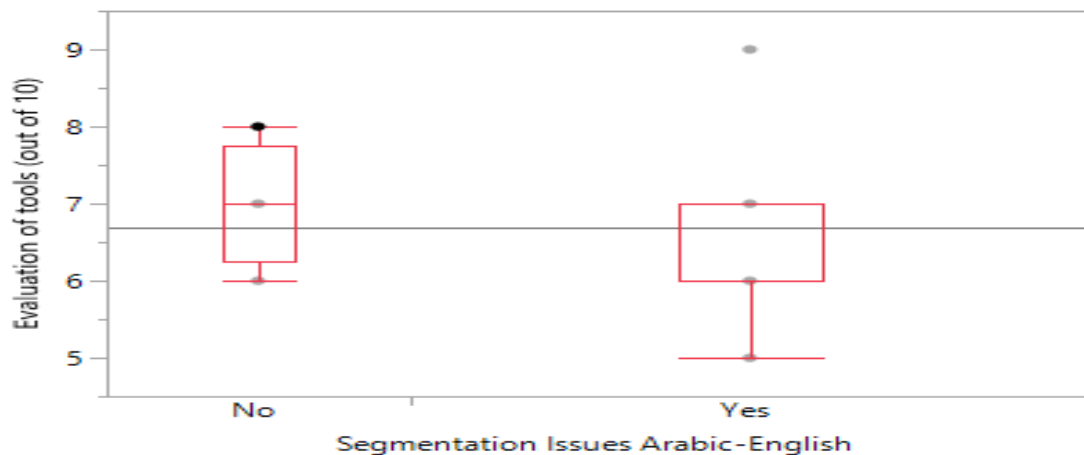 Evaluation of tools (out of 10)
9
8
7
6
5
No Yes
Segmentation Issues Arabic-English